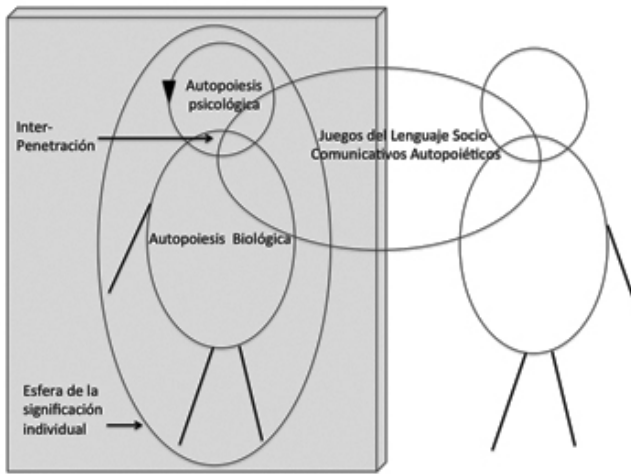 Autopoiesis
psicológica
Inter-
Penetración
Juegos del Lenguaje Socio-
Comunicativos Autopoiéticos
Autopoiesis Biológica
Esfera de la
significación
individual